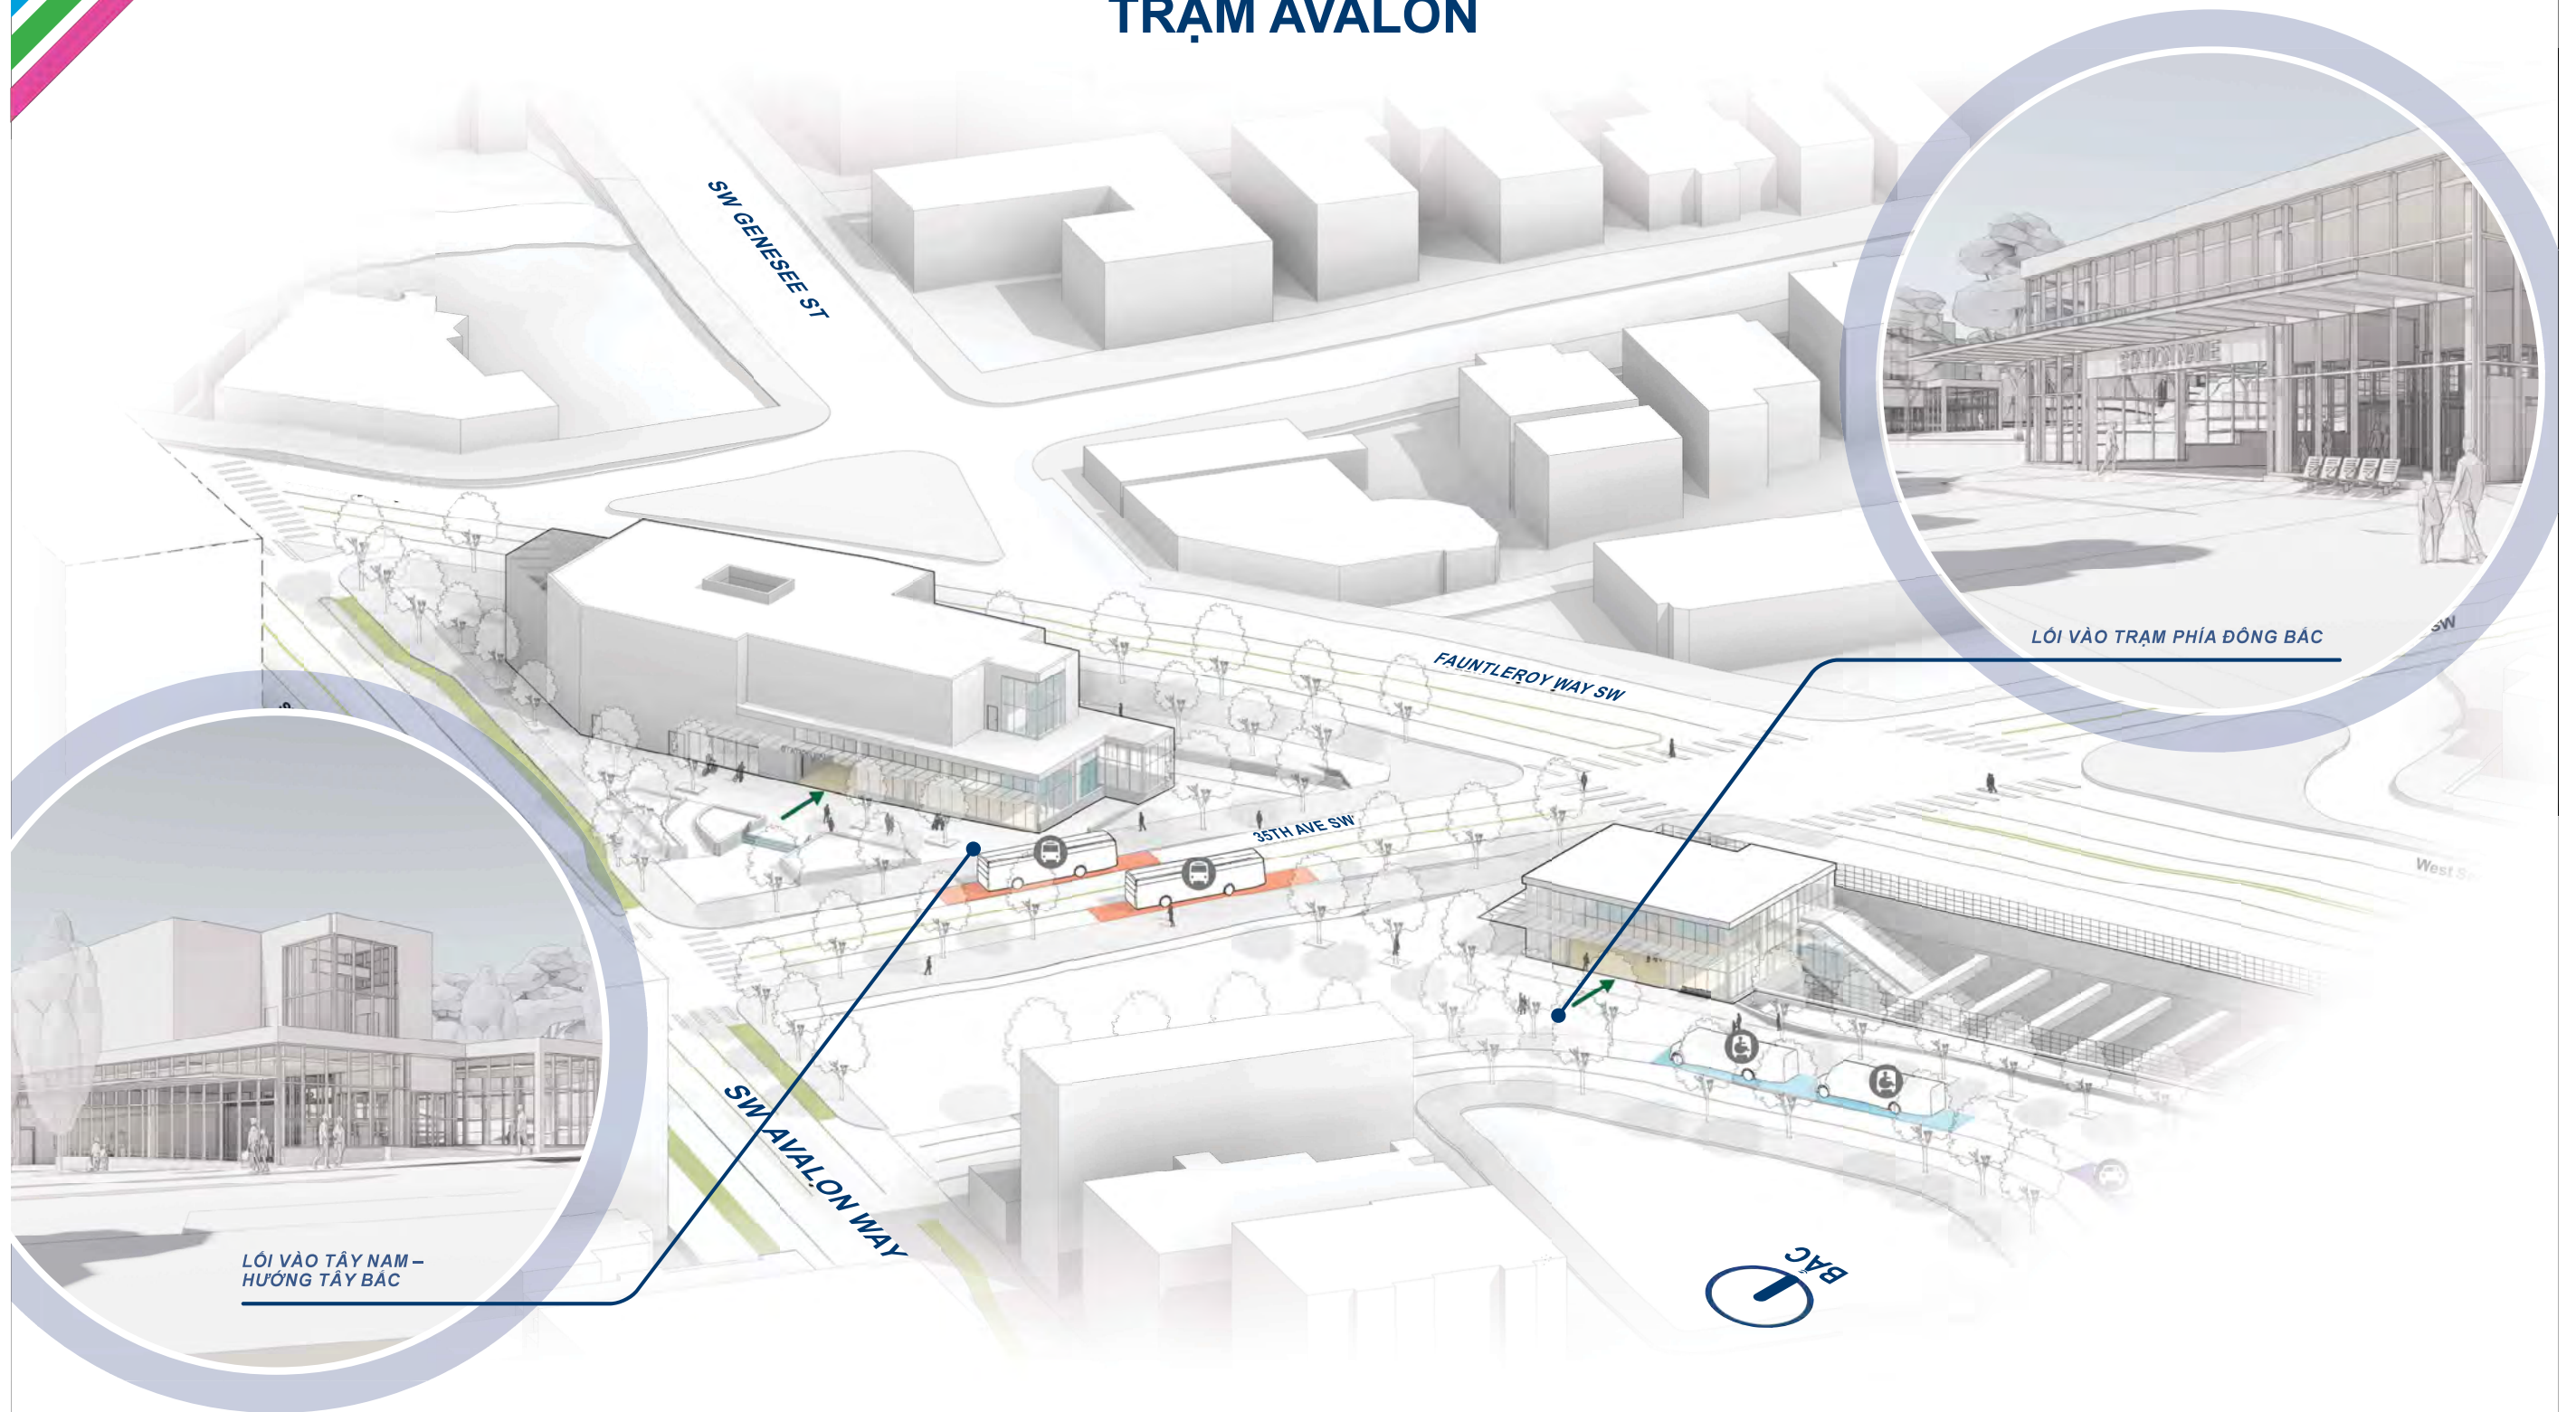 TRẠM AVALON
SW GENESEE ST
LỐI VÀO TRẠM PHÍA ĐÔNG BẮC
SW
FAUNTLEROY WAY SW
35TH AVE SW
West
SW AVALON WAY
LỐI VÀO TÂY NAM –
HƯỚNG TÂY BẮC
BẮC